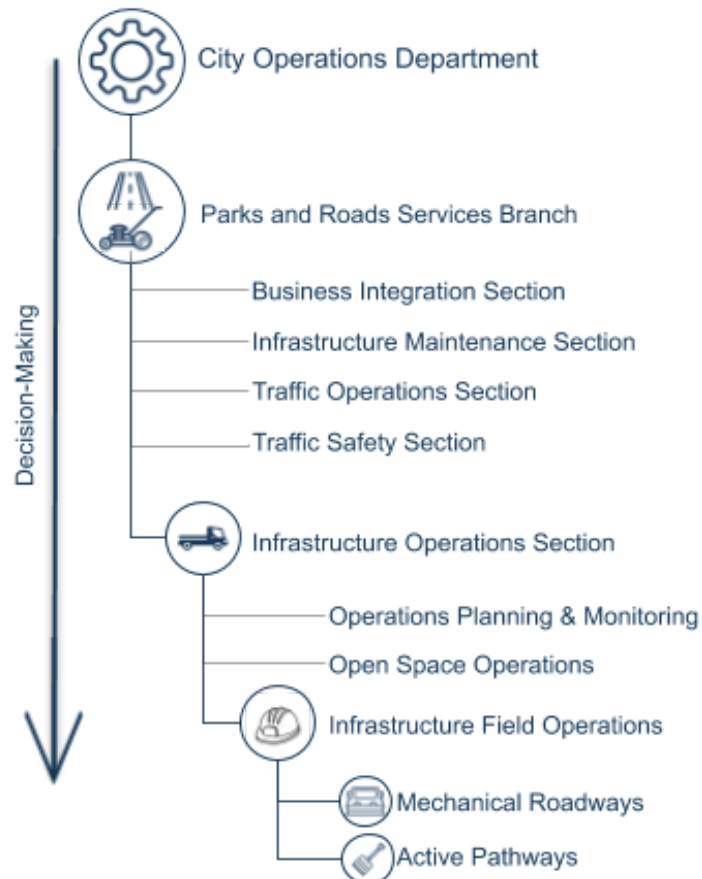 City Operations Department
Parks and Roads Services Branch
Business Integration Section
Infrastructure Maintenance Section
Traffic Operations Section
Traffic Safety Section
Decision-Making
Infrastructure Operations Section
Operations Planning & Monitoring
Open Space Operations
Infrastructure Field Operations
Mechanical Roadways
Active Pathways